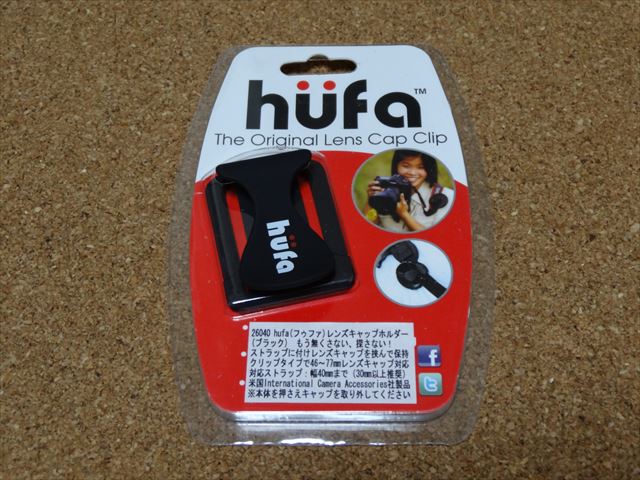 hüfa™
The Original Lens Cap Clip
hüfa
26040 hufa(フゥファ)レンズキャップホルダー
(ブラック) もう無くさない、探さない!
ストラップに付けレンズキャップを挟んで保持
クリップタイプで46～77mmレンズキャップ対応
対応ストラップ:幅40mmまで(30mm以上推奨)
米国International Camera Accessories社製品
※本体を押さえキャップを取り外してください